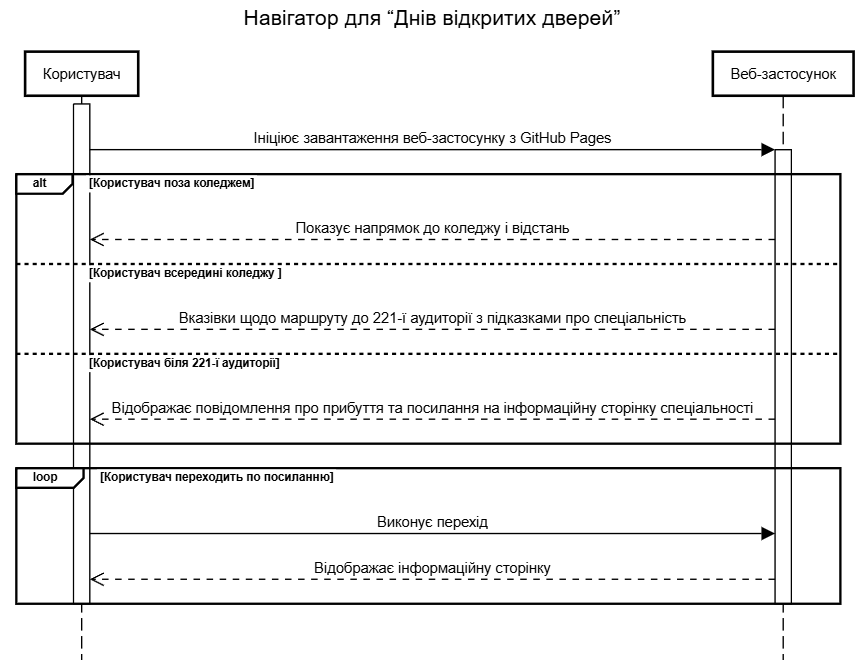 Навігатор для “Днів відкритих дверей”
Користувач
Веб-застосунок
Ініціює завантаження веб-застосунку з GitHub Pages
alt
[Користувач поза коледжем]
Показує напрямок до коледжу і відстань
[Користувач всередині коледжу ]
Вказівки щодо маршруту до 221-ї аудиторії з підказками про спеціальність
[Користувач біля 221-ї аудиторії]
Відображає повідомлення про прибуття та посилання на інформаційну сторінку спеціальності
loop
[Користувач переходить по посиланню]
Виконує перехід
Відображає інформаційну сторінку